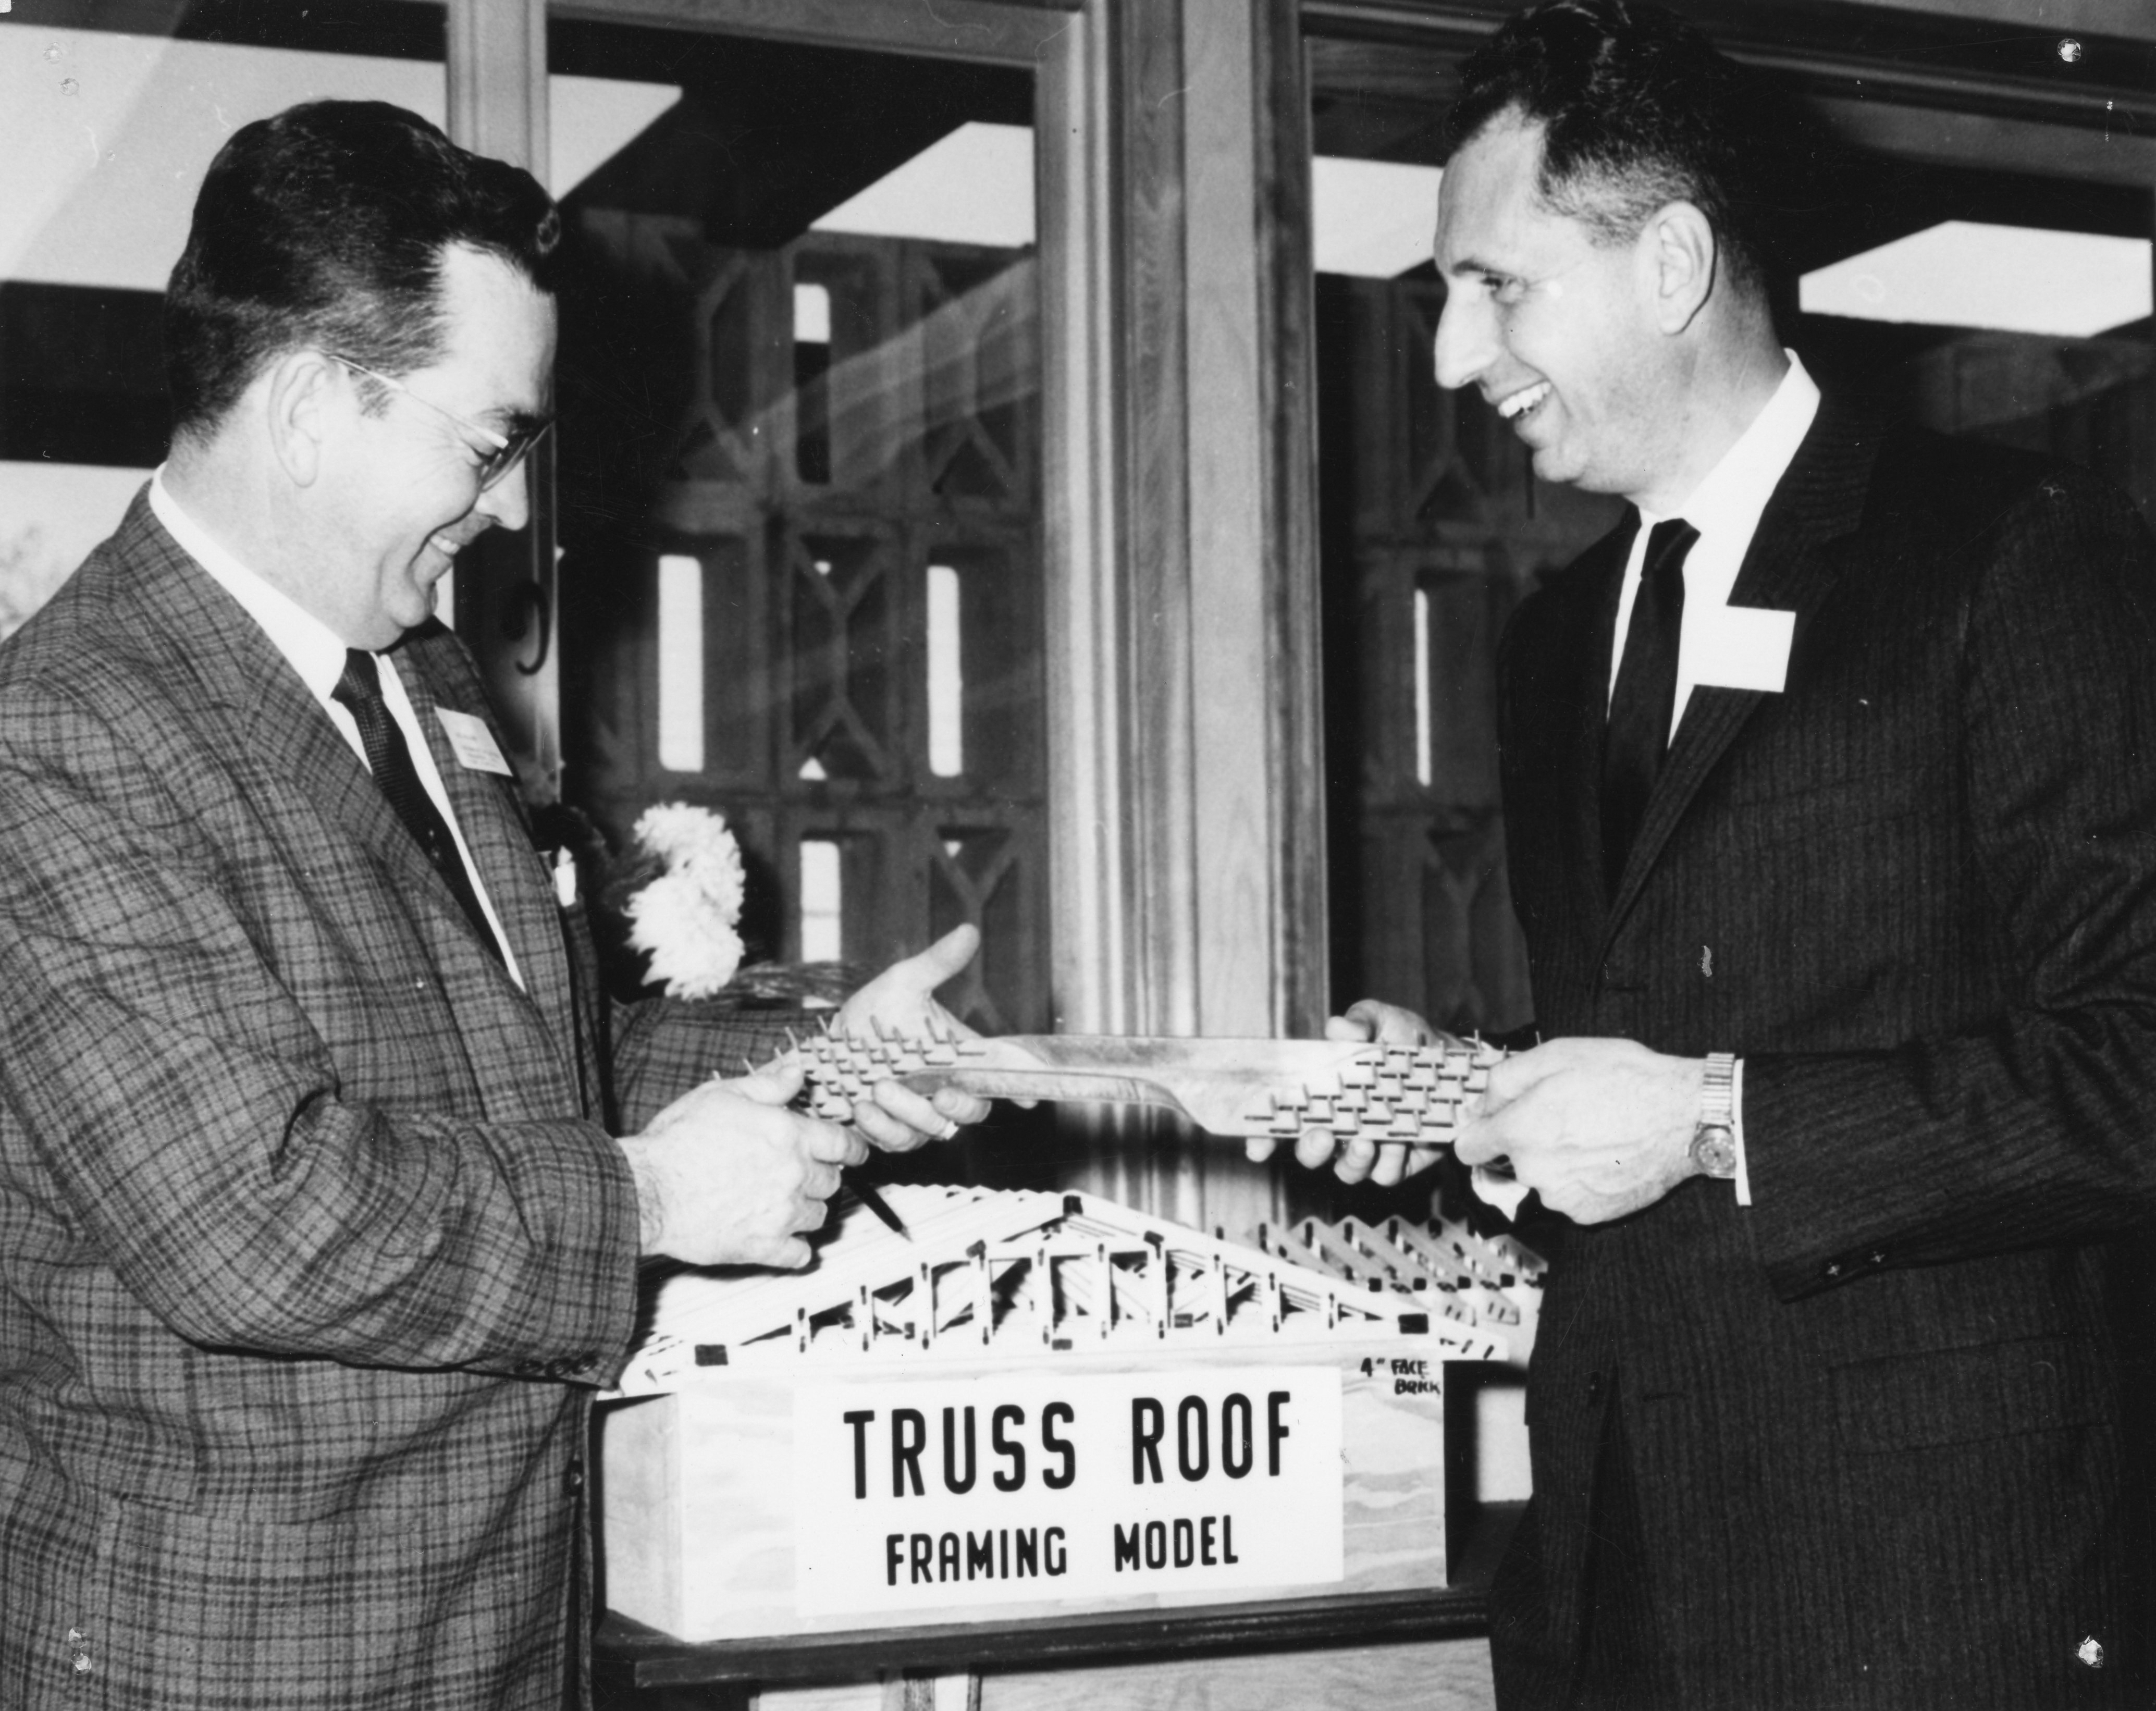 4" FACE
BRICK
TRUSS ROOF
FRAMING MODEL